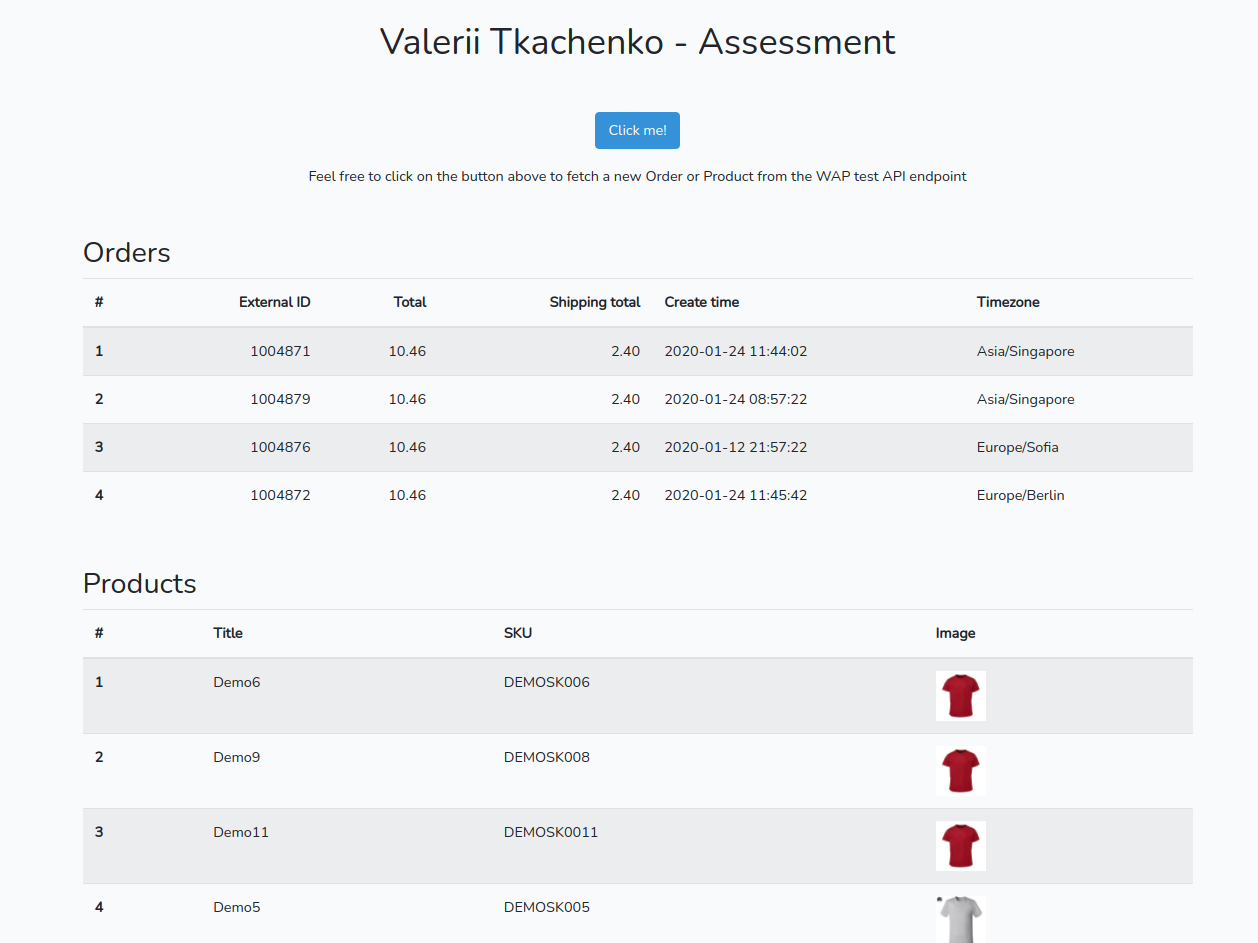 Valerii Tkachenko - Assessment
Click me!
Feel free to click on the button above to fetch a new Order or Product from the WAP test API endpoint
Orders
# External ID Total Shipping total Create time Timezone
1 1004871 10.46 2.40 2020-01-24 11:44:02 Asia/Singapore
2 1004879 10.46 2.40 2020-01-24 08:57:22 Asia/Singapore
3 1004876 10.46 2.40 2020-01-12 21:57:22 Europe/Sofia
4 1004872 10.46 2.40 2020-01-24 11:45:42 Europe/Berlin
Products
# Title SKU Image
1 Demo6 DEMOSK006
2 Demo9 DEMOSK008
3 Demo11 DEMOSK0011
4 Demo5 DEMOSK005